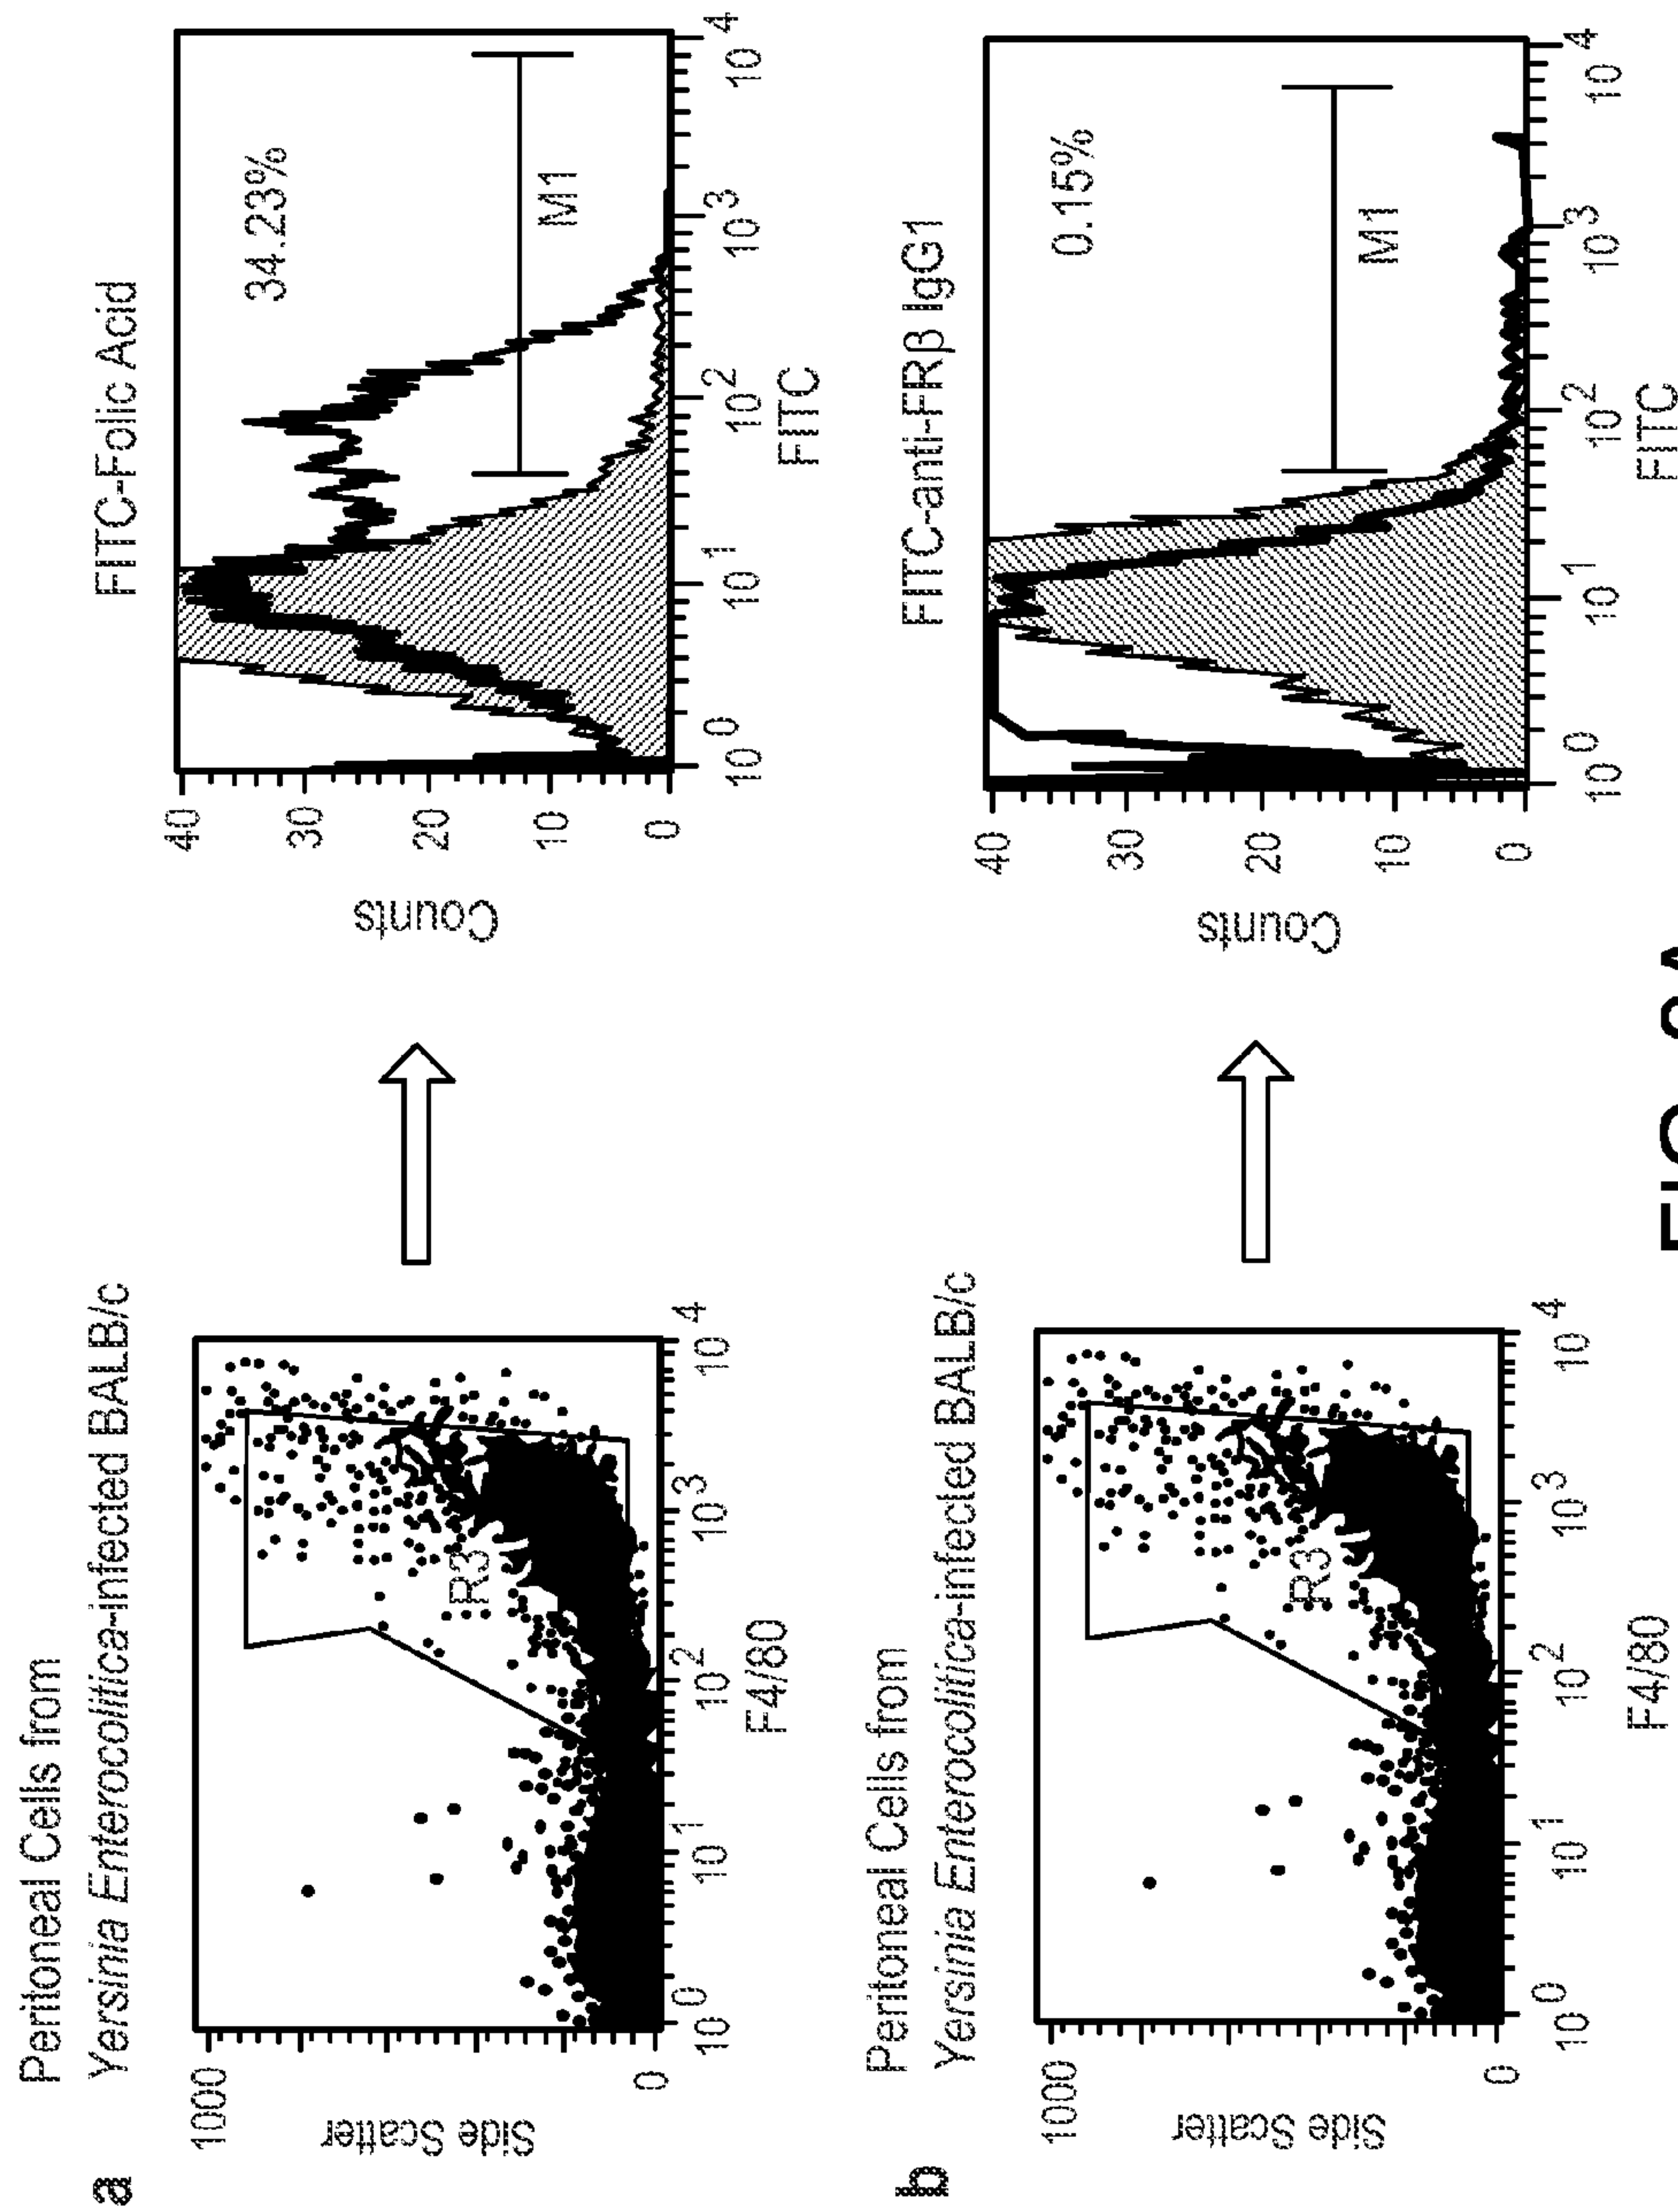 a
Peritoneal Cells from
Yersinia Enterocolitica-infected BALB/c
Side Scatter
1000
0
R3
10^0 10^1 10^2 10^3 10^4
F4/80
FITC-Folic Acid
Counts
40
30
20
10
0
34.23%
M1
10^0 10^1 10^2 10^3 10^4
FITC
b
Peritoneal Cells from
Yersinia Enterocolitica-infected BALB/c
Side Scatter
1000
0
R3
10^0 10^1 10^2 10^3 10^4
F4/80
FITC-anti-FRβ IgG1
Counts
40
30
20
10
0
0.15%
M1
10^0 10^1 10^2 10^3 10^4
FITC